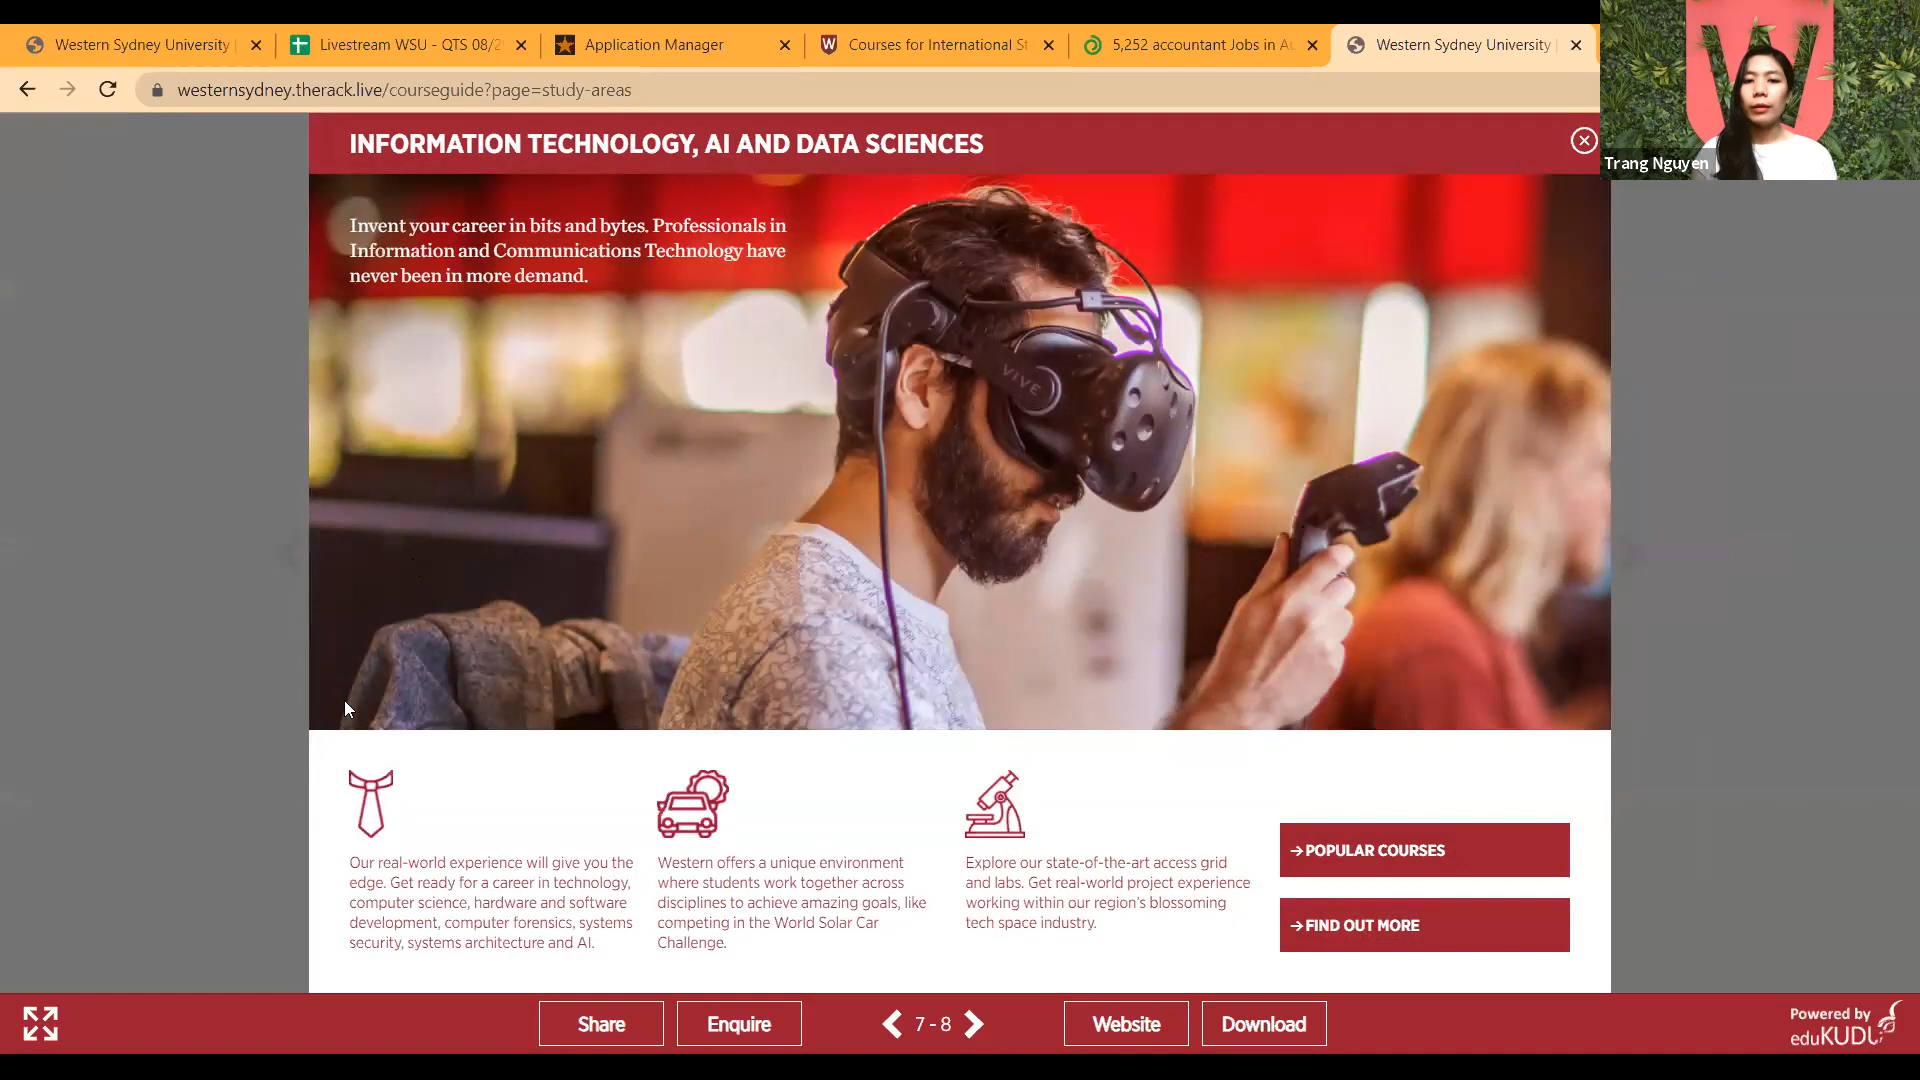 Western Sydney University |
Livestream WSU - QTS 08/2
Application Manager
Courses for International St
5,252 accountant Jobs in Au
Western Sydney University |
westernsydney.therack.live/courseguide?page=study-areas
Trang Nguyen
INFORMATION TECHNOLOGY, AI AND DATA SCIENCES
Invent your career in bits and bytes. Professionals in
Information and Communications Technology have
never been in more demand.
VIVE
Our real-world experience will give you the
edge. Get ready for a career in technology,
computer science, hardware and software
development, computer forensics, systems
security, systems architecture and AI.
Western offers a unique environment
where students work together across
disciplines to achieve amazing goals, like
competing in the World Solar Car
Challenge.
Explore our state-of-the-art access grid
and labs. Get real-world project experience
working within our region's blossoming
tech space industry.
→ POPULAR COURSES
→ FIND OUT MORE
Share
Enquire
7 - 8
Website
Download
Powered by
eduKUDU